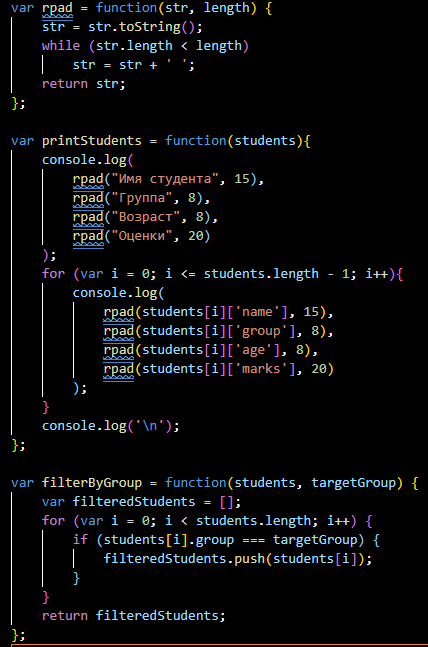 var rpad = function(str, length) {
    str = str.toString();
    while (str.length < length)
        str = str + ' ';
    return str;
};

var printStudents = function(students){
    console.log(
        rpad("Имя студента", 15),
        rpad("Группа", 8),
        rpad("Возраст", 8),
        rpad("Оценки", 20)
    );
    for (var i = 0; i <= students.length - 1; i++){
        console.log(
            rpad(students[i]['name'], 15),
            rpad(students[i]['group'], 8),
            rpad(students[i]['age'], 8),
            rpad(students[i]['marks'], 20)
        );
    }
    console.log('\n');
};

var filterByGroup = function(students, targetGroup) {
    var filteredStudents = [];
    for (var i = 0; i < students.length; i++) {
        if (students[i].group === targetGroup) {
            filteredStudents.push(students[i]);
        }
    }
    return filteredStudents;
};